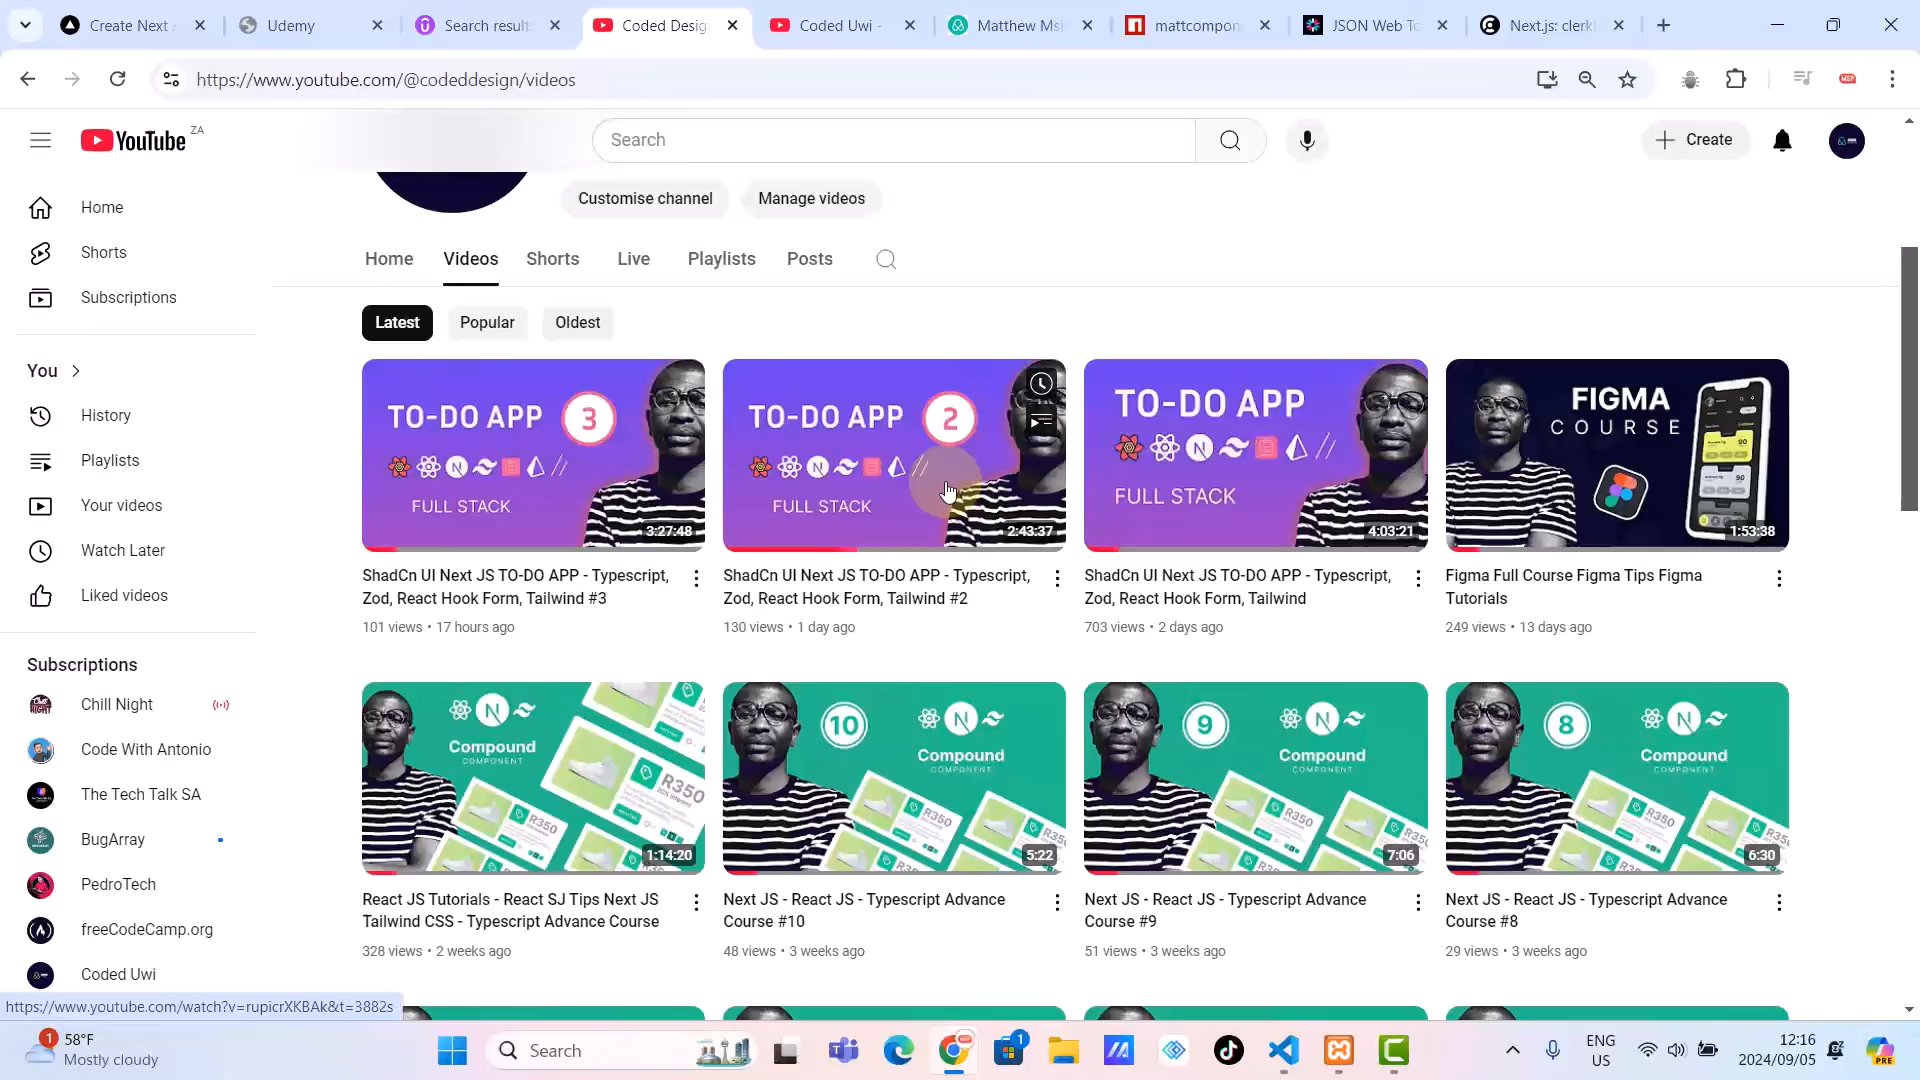 Create Next A
Udemy
Search result
Coded Desig
Coded Uwi -
Matthew Msi
mattcompon
JSON Web To
Next.js: clerk
https://www.youtube.com/@codeddesign/videos
MSP
YouTube ZA
Search
Create
Customise channel
Manage videos
Home
Shorts
Subscriptions
You
History
Playlists
Your videos
Watch Later
Liked videos
Subscriptions
Chill Night
Code With Antonio
The Tech Talk SA
BugArray
PedroTech
freeCodeCamp.org
Coded Uwi
Home
Videos
Shorts
Live
Playlists
Posts
Latest
Popular
Oldest
TO-DO APP 3
FULL STACK
3:27:48
ShadCn UI Next JS TO-DO APP - Typescript,
Zod, React Hook Form, Tailwind #3
101 views • 17 hours ago
TO-DO APP 2
FULL STACK
2:43:37
ShadCn UI Next JS TO-DO APP - Typescript,
Zod, React Hook Form, Tailwind #2
130 views • 1 day ago
TO-DO APP
FULL STACK
4:03:21
ShadCn UI Next JS TO-DO APP - Typescript,
Zod, React Hook Form, Tailwind
703 views • 2 days ago
FIGMA
COURSE
1:53:38
Figma Full Course Figma Tips Figma
Tutorials
249 views • 13 days ago
Compound
COMPONENT
R350
1:14:20
React JS Tutorials - React SJ Tips Next JS
Tailwind CSS - Typescript Advance Course
328 views • 2 weeks ago
10
Compound
COMPONENT
R350
5:22
Next JS - React JS - Typescript Advance
Course #10
48 views • 3 weeks ago
9
Compound
COMPONENT
R350
7:06
Next JS - React JS - Typescript Advance
Course #9
51 views • 3 weeks ago
8
Compound
COMPONENT
R350
6:30
Next JS - React JS - Typescript Advance
Course #8
29 views • 3 weeks ago
https://www.youtube.com/watch?v=rupicrXKBAk&t=3882s
1
58°F
Mostly cloudy
Search
1
ENG
US
12:16
2024/09/05
PRE